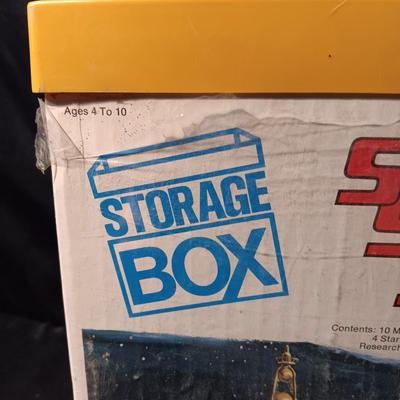 Ages 4 To 10
STORAGE
BOX
Contents: 10 M
4 Star
Research